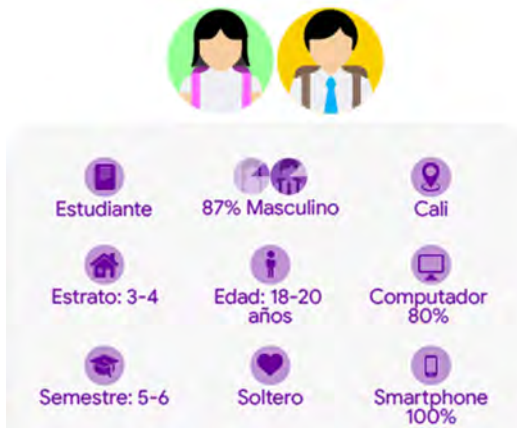 Estudiante
87% Masculino
Cali
Estrato: 3-4
Edad: 18-20
años
Computador
80%
Semestre: 5-6
Soltero
Smartphone
100%